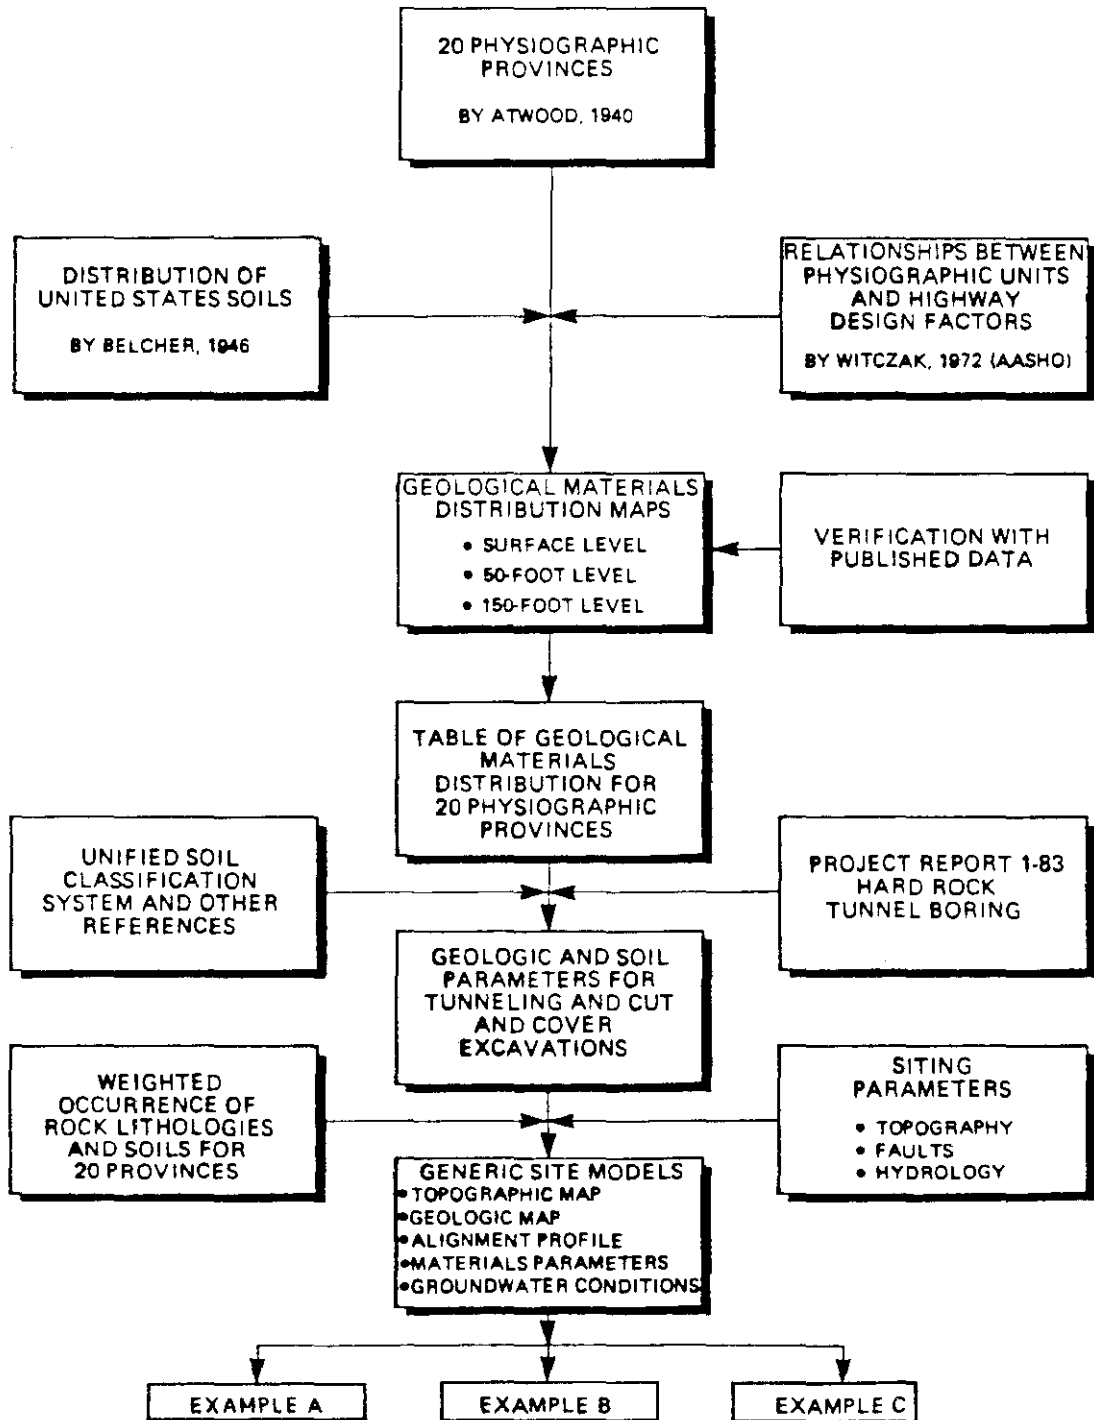 20 PHYSIOGRAPHIC
PROVINCES
BY ATWOOD, 1940
DISTRIBUTION OF
UNITED STATES SOILS
BY BELCHER, 1946
RELATIONSHIPS BETWEEN
PHYSIOGRAPHIC UNITS
AND HIGHWAY
DESIGN FACTORS
BY WITCZAK, 1972 (AASHO)
GEOLOGICAL MATERIALS
DISTRIBUTION MAPS
• SURFACE LEVEL
• 50-FOOT LEVEL
• 150-FOOT LEVEL
VERIFICATION WITH
PUBLISHED DATA
TABLE OF GEOLOGICAL
MATERIALS
DISTRIBUTION FOR
20 PHYSIOGRAPHIC
PROVINCES
UNIFIED SOIL
CLASSIFICATION
SYSTEM AND OTHER
REFERENCES
PROJECT REPORT 1-83
HARD ROCK
TUNNEL BORING
GEOLOGIC AND SOIL
PARAMETERS FOR
TUNNELING AND CUT
AND COVER
EXCAVATIONS
WEIGHTED
OCCURRENCE OF
ROCK LITHOLOGIES
AND SOILS FOR
20 PROVINCES
SITING
PARAMETERS
• TOPOGRAPHY
• FAULTS
• HYDROLOGY
GENERIC SITE MODELS
•TOPOGRAPHIC MAP
•GEOLOGIC MAP
•ALIGNMENT PROFILE
•MATERIALS PARAMETERS
•GROUNDWATER CONDITIONS
EXAMPLE A
EXAMPLE B
EXAMPLE C